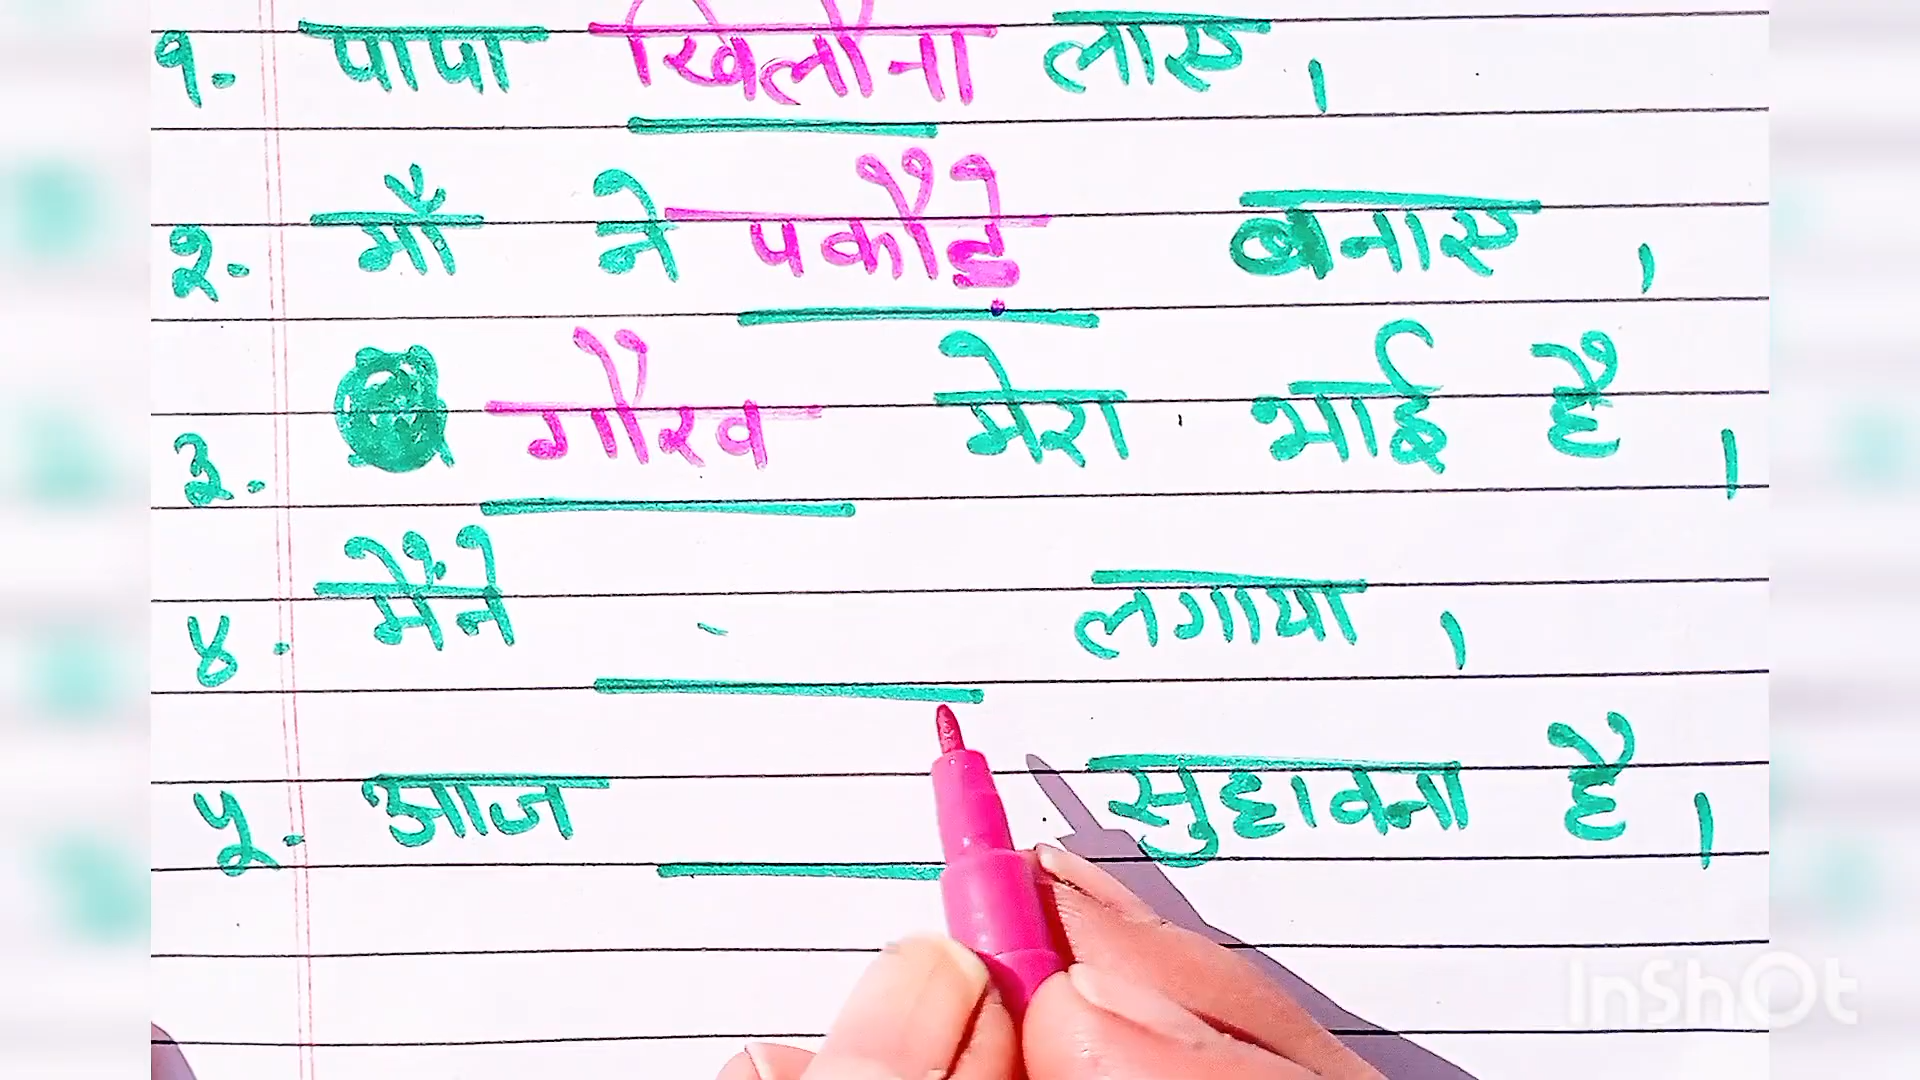 १. पापा खिलौना लाए ।
२. माँ ने पकौड़े बनाए ।
३. गौरव मेरा भाई है ।
४. मैंने लगाया ।
५. आज सुहावना है ।
InShOt